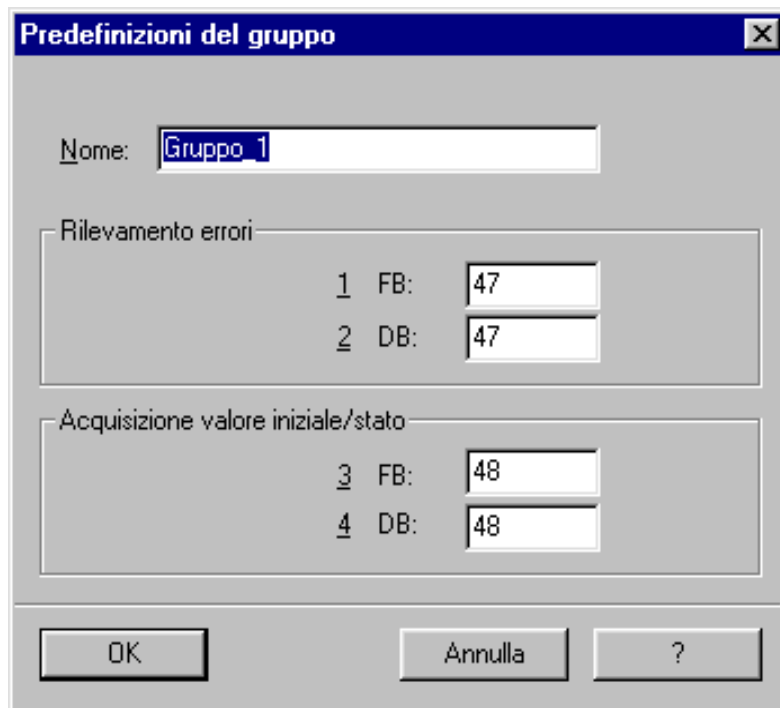 Predefinizioni del gruppo
Nome: Gruppo_1
Rilevamento errori
1 FB: 47
2 DB: 47
Acquisizione valore iniziale/stato
3 FB: 48
4 DB: 48
OK Annulla ?